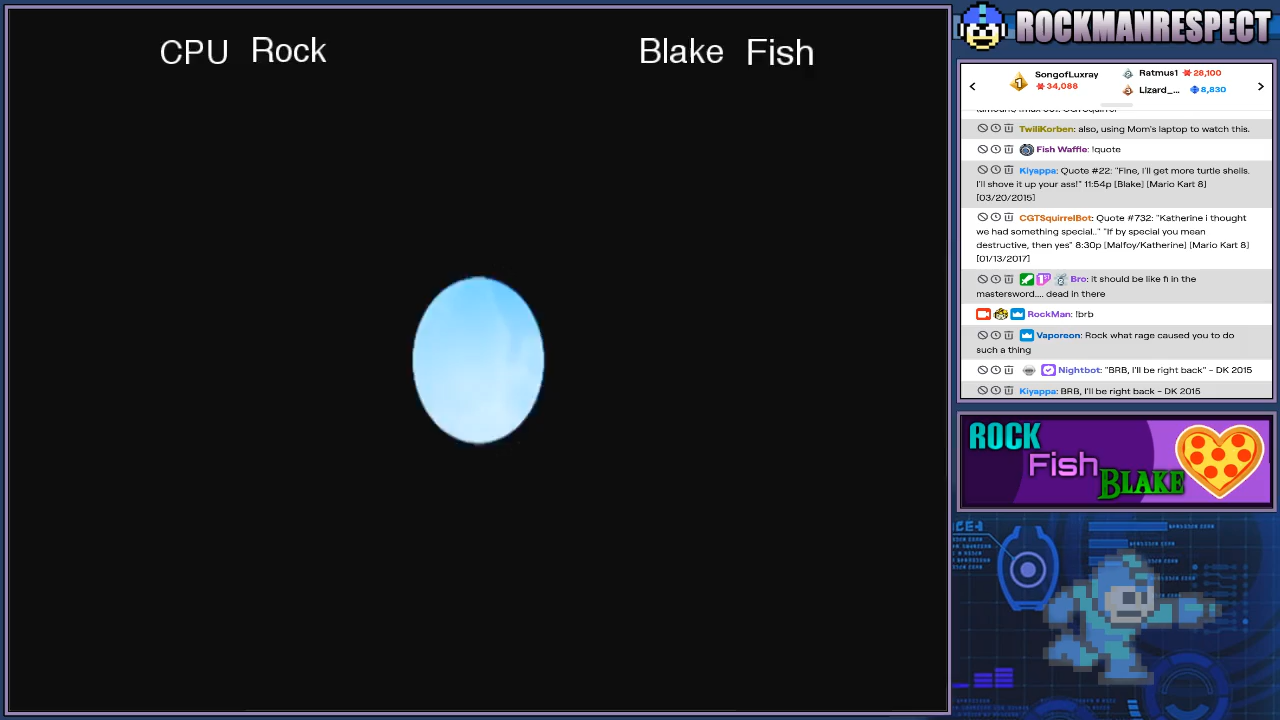 CPU Rock
Blake Fish
ROCKMANRESPECT
SongofLuxray
34,086
Ratmus1 28,100
Lizard_... 8,830
TwiliKorben: also, using Mom's laptop to watch this.
Fish Waffle: !quote
Kiyappa: Quote #22: "Fine, I'll get more turtle shells.
I'll shove it up your ass!" 11:54p [Blake] [Mario Kart 8]
[03/20/2015]
CGTSquirrelBot: Quote #732: "Katherine i thought
we had something special.." "If by special you mean
destructive, then yes" 8:30p [Malfoy/Katherine] [Mario Kart 8]
[01/13/2017]
Bro: it should be like fi in the
mastersword.... dead in there
RockMan: !brb
Vaporeon: Rock what rage caused you to do
such a thing
Nightbot: "BRB, I'll be right back" - DK 2015
Kiyappa: BRB, I'll be right back - DK 2015
ROCK
Fish
BLAKE